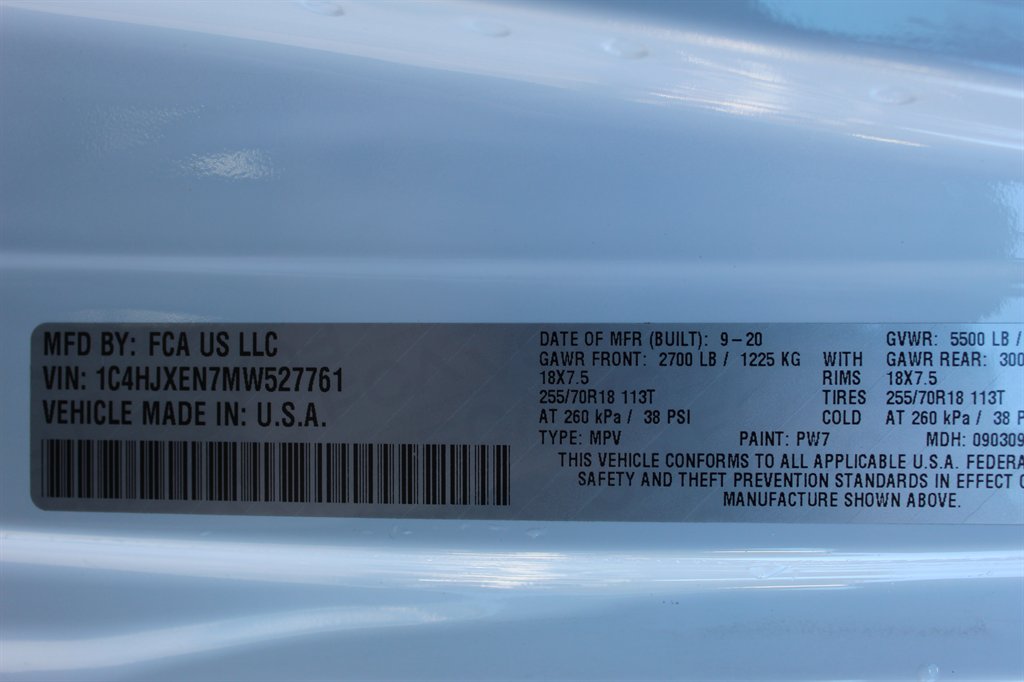 MFD BY: FCA US LLC
VIN: 1C4HJXEN7MW527761
VEHICLE MADE IN: U.S.A.
DATE OF MFR (BUILT): 9-20 GVWR: 5500 LB /
GAWR FRONT: 2700 LB / 1225 KG WITH GAWR REAR: 300
18X7.5 RIMS 18X7.5
255/70R18 113T TIRES 255/70R18 113T
AT 260 kPa / 38 PSI COLD AT 260 kPa / 38 P
TYPE: MPV PAINT: PW7 MDH: 090309
THIS VEHICLE CONFORMS TO ALL APPLICABLE U.S.A. FEDERA
SAFETY AND THEFT PREVENTION STANDARDS IN EFFECT O
MANUFACTURE SHOWN ABOVE.